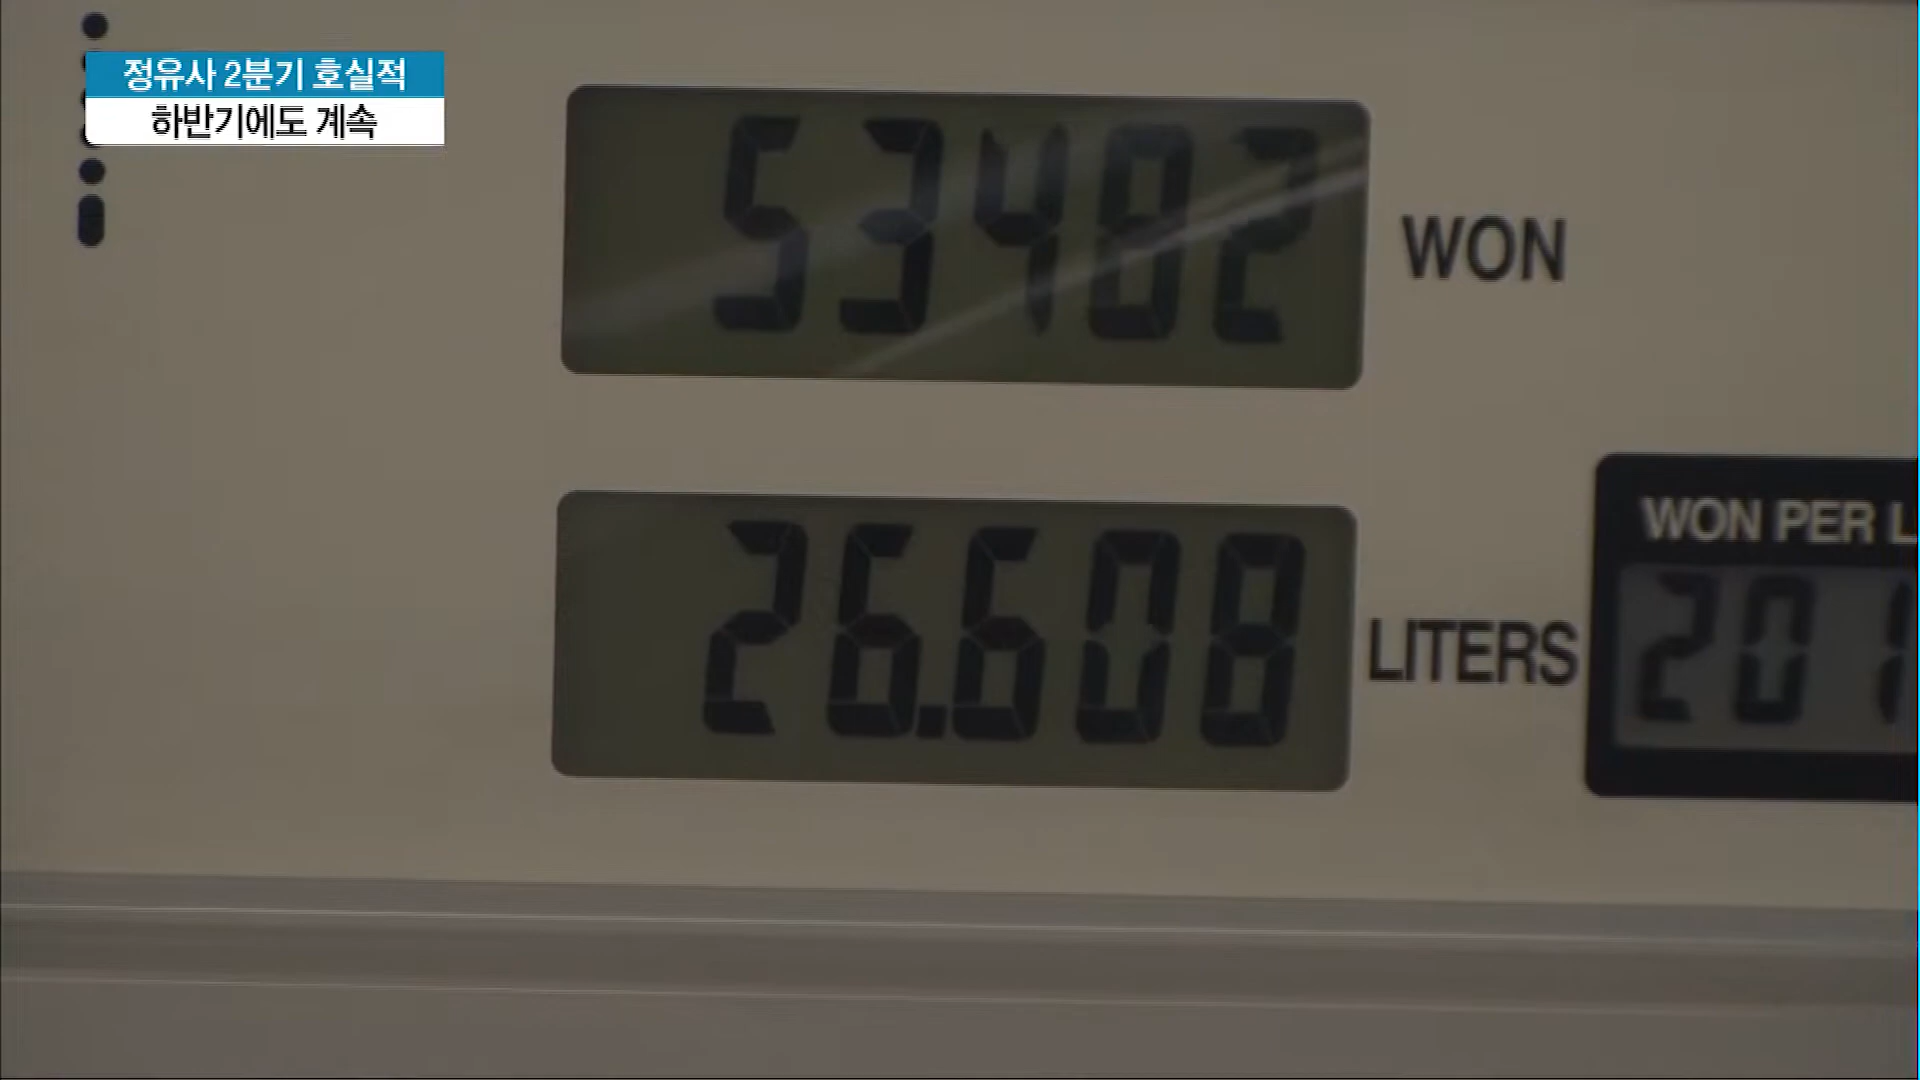 정유사 2분기 호실적
하반기에도 계속
53482 WON
WON PER L
26.608 LITERS
201